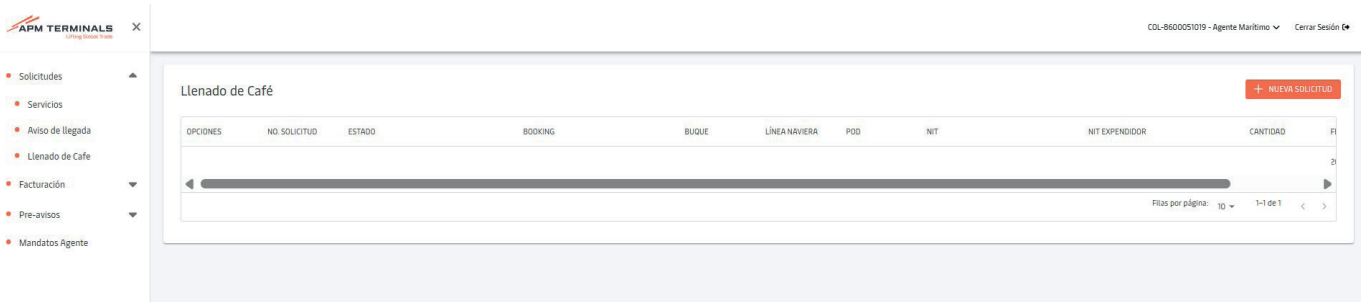 APM TERMINALS
Lifting Global Trade
COL-8600051019 - Agente Marítimo
Cerrar Sesión
Solicitudes
Servicios
Aviso de llegada
Llenado de Cafe
Facturación
Pre-avisos
Mandatos Agente
Llenado de Café
+ NUEVA SOLICITUD
OPCIONES NO. SOLICITUD ESTADO BOOKING BUQUE LÍNEA NAVIERA POD NIT NIT EXPENDIDOR CANTIDAD
Filas por página: 10 1-1 de 1